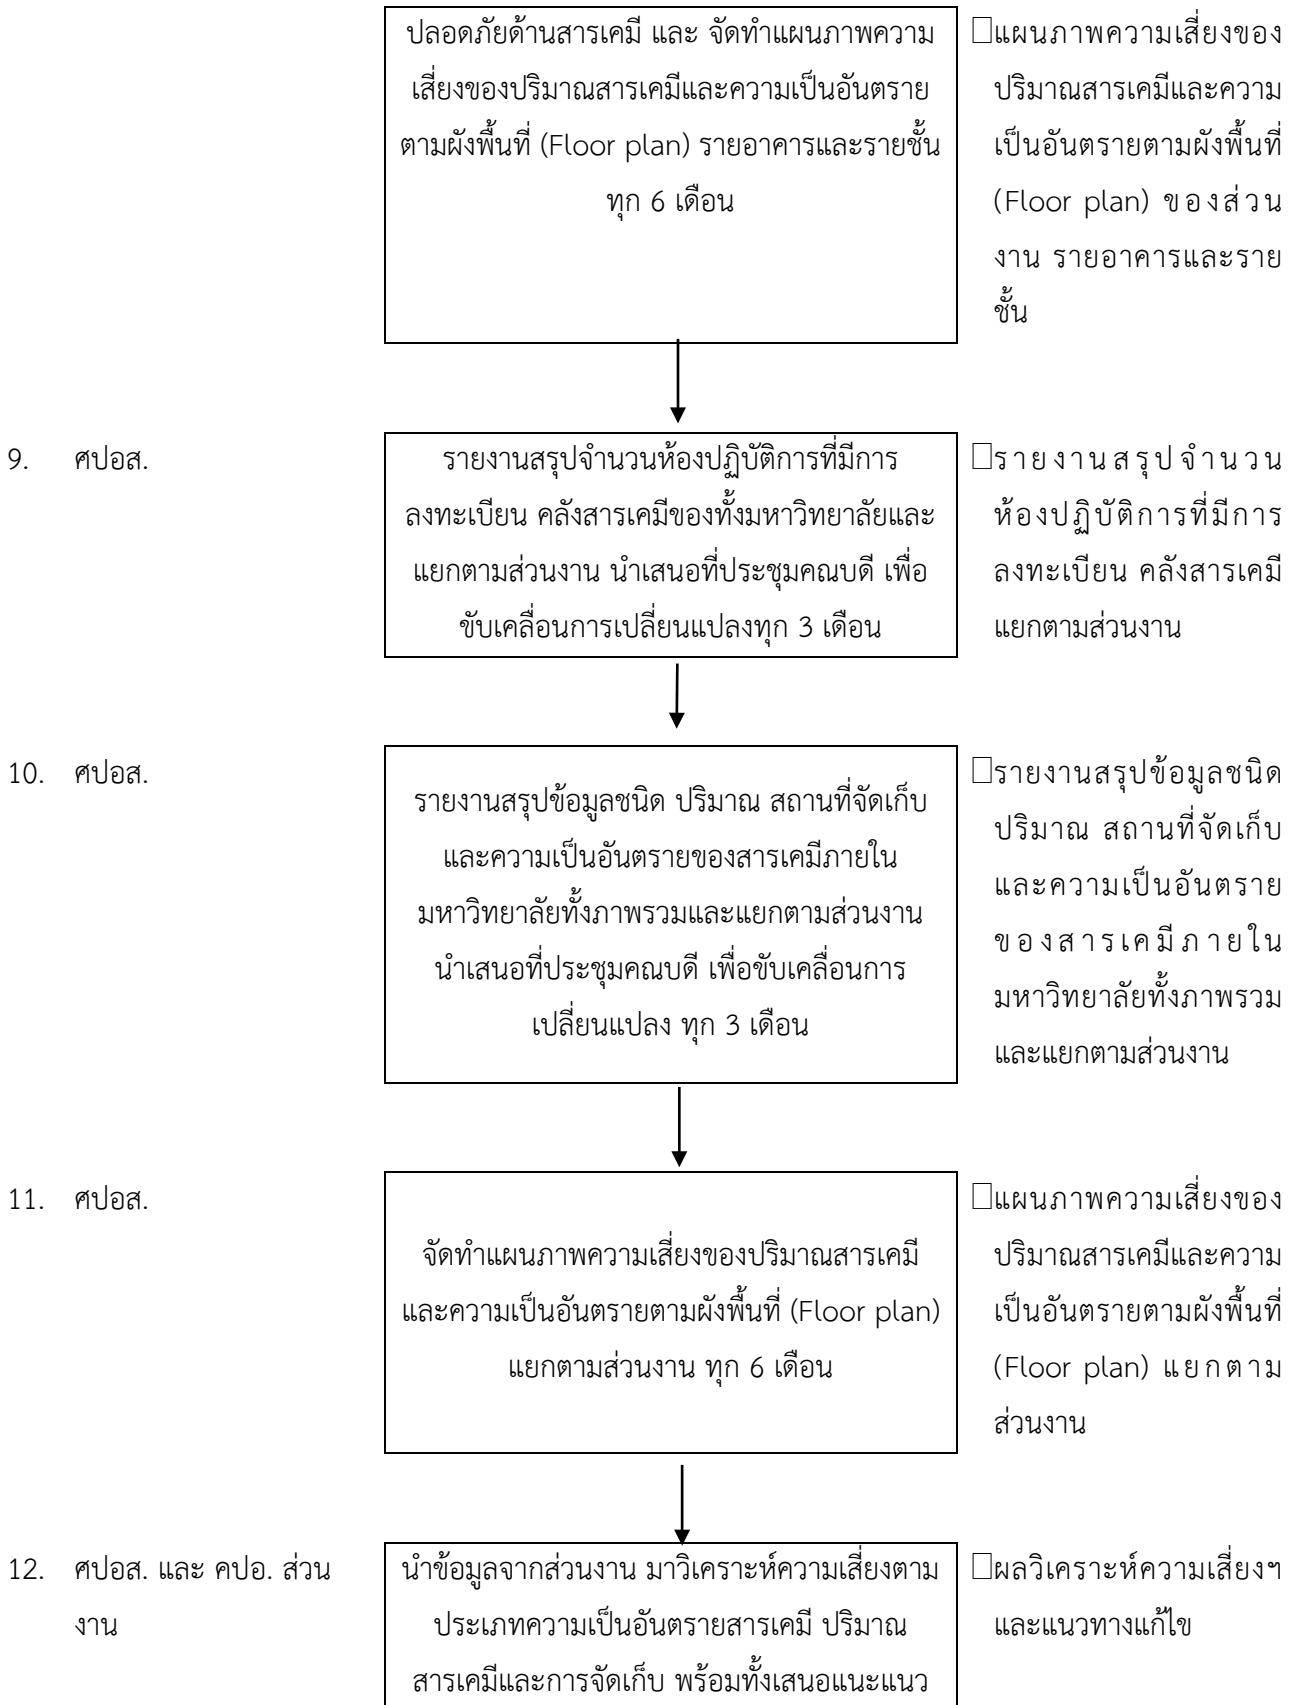 ปลอดภัยด้านสารเคมี และ จัดทำแผนภาพความ
เสี่ยงของปริมาณสารเคมีและความเป็นอันตราย
ตามผังพื้นที่ (Floor plan) รายอาคารและรายชั้น
ทุก 6 เดือน
แผนภาพความเสี่ยงของ
ปริมาณสารเคมีและความ
เป็นอันตรายตามผังพื้นที่
(Floor plan) ของส่วน
งาน รายอาคารและราย
ชั้น
9. ศปอส.
รายงานสรุปจำนวนห้องปฏิบัติการที่มีการ
ลงทะเบียน คลังสารเคมีของทั้งมหาวิทยาลัยและ
แยกตามส่วนงาน นำเสนอที่ประชุมคณบดี เพื่อ
ขับเคลื่อนการเปลี่ยนแปลงทุก 3 เดือน
รายงานสรุปจำนวน
ห้องปฏิบัติการที่มีการ
ลงทะเบียน คลังสารเคมี
แยกตามส่วนงาน
10. ศปอส.
รายงานสรุปข้อมูลชนิด ปริมาณ สถานที่จัดเก็บ
และความเป็นอันตรายของสารเคมีภายใน
มหาวิทยาลัยทั้งภาพรวมและแยกตามส่วนงาน
นำเสนอที่ประชุมคณบดี เพื่อขับเคลื่อนการ
เปลี่ยนแปลง ทุก 3 เดือน
รายงานสรุปข้อมูลชนิด
ปริมาณ สถานที่จัดเก็บ
และความเป็นอันตราย
ของสารเคมีภายใน
มหาวิทยาลัยทั้งภาพรวม
และแยกตามส่วนงาน
11. ศปอส.
จัดทำแผนภาพความเสี่ยงของปริมาณสารเคมี
และความเป็นอันตรายตามผังพื้นที่ (Floor plan)
แยกตามส่วนงาน ทุก 6 เดือน
แผนภาพความเสี่ยงของ
ปริมาณสารเคมีและความ
เป็นอันตรายตามผังพื้นที่
(Floor plan) แยกตาม
ส่วนงาน
12. ศปอส. และ คปอ. ส่วน
งาน
นำข้อมูลจากส่วนงาน มาวิเคราะห์ความเสี่ยงตาม
ประเภทความเป็นอันตรายสารเคมี ปริมาณ
สารเคมีและการจัดเก็บ พร้อมทั้งเสนอแนะแนว
ผลวิเคราะห์ความเสี่ยงฯ
และแนวทางแก้ไข